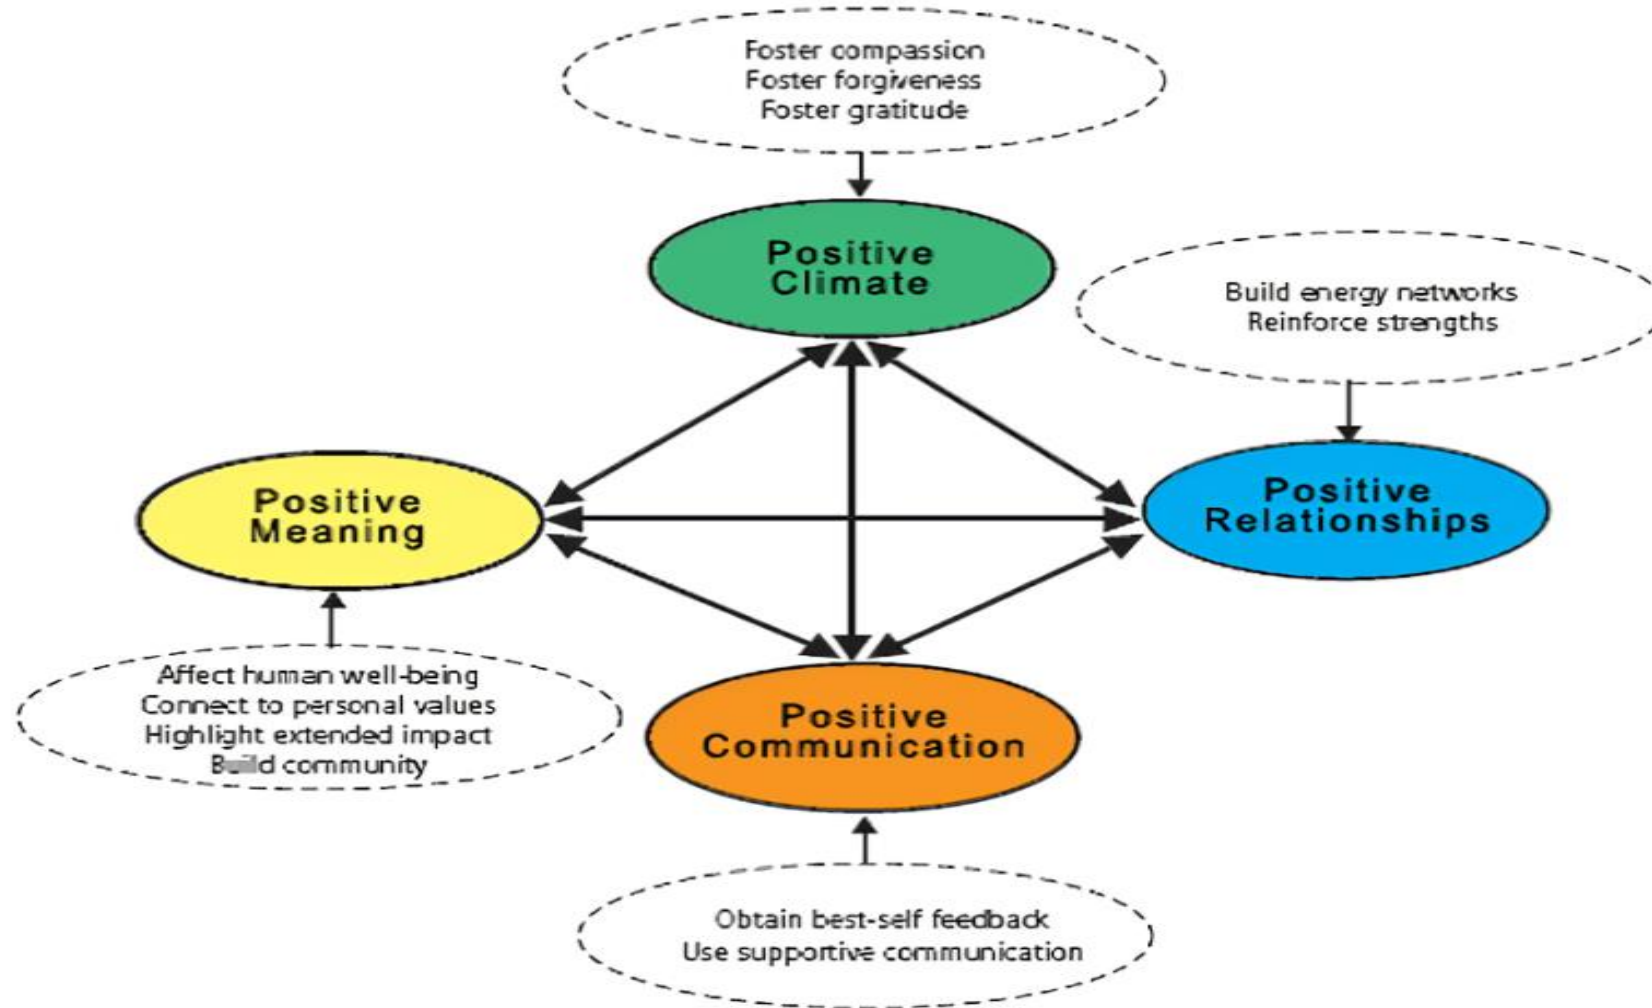 Foster compassion
Foster forgiveness
Foster gratitude
Positive
Climate
Build energy networks
Reinforce strengths
Positive
Relationships
Positive
Meaning
Affect human well-being
Connect to personal values
Highlight extended impact
Build community
Positive
Communication
Obtain best-self feedback
Use supportive communication